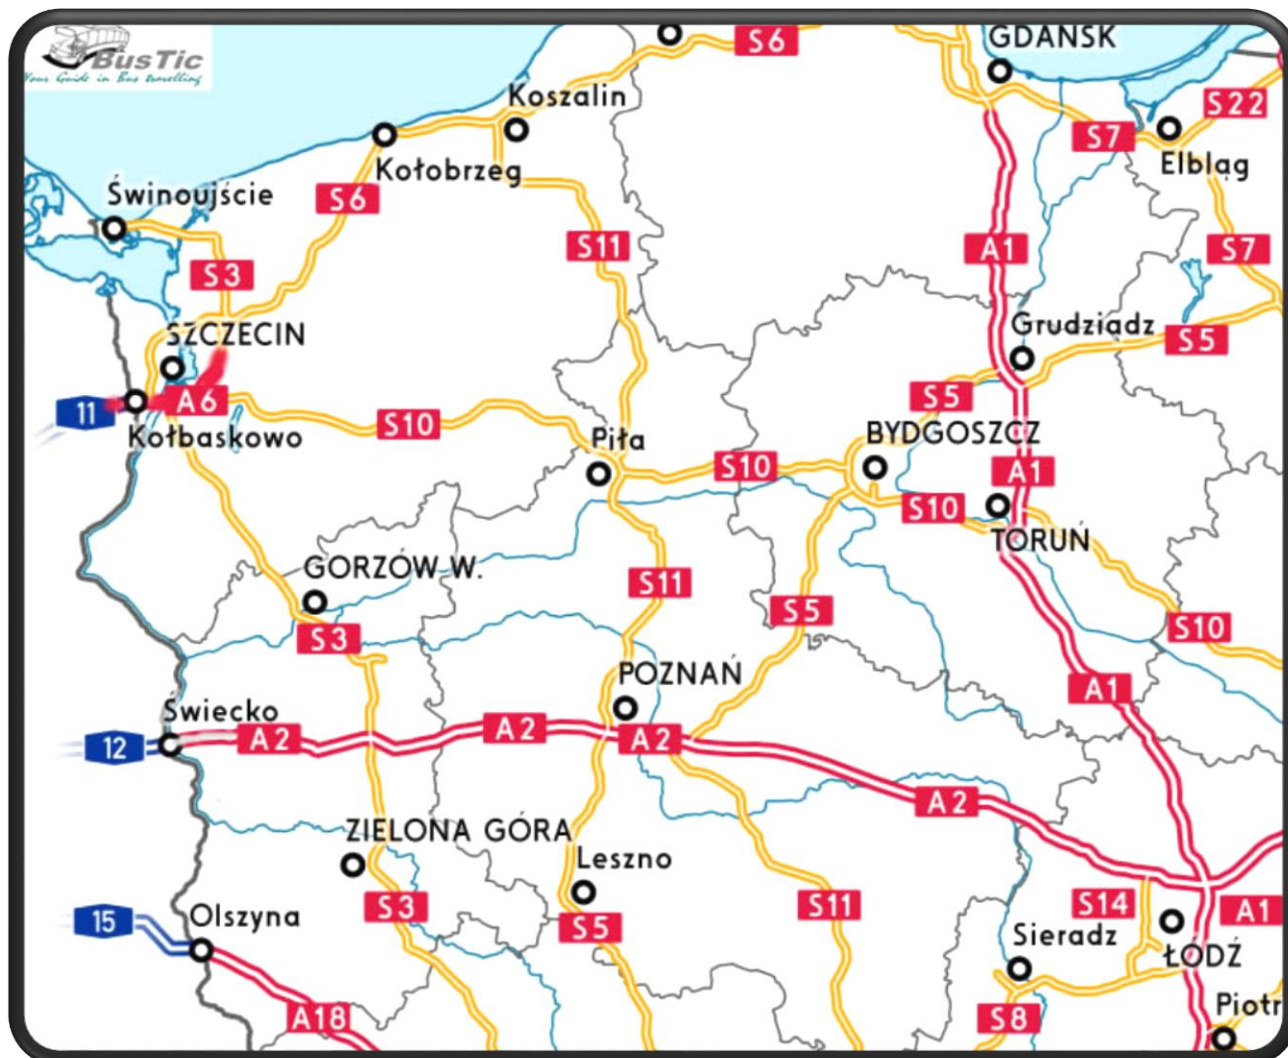 BusTic
Your Guide in Bus travelling
S6
GDAŃSK
Koszalin
S22
S7
Elbląg
Kołobrzeg
S6
Świnoujście
S11
A1
S7
S3
SZCZECIN
Grudziądz
S5
11
A6
S5
S10
Kołbaskowo
Piła
BYDGOSZCZ
S10
A1
S10
TORUŃ
GORZÓW W.
S11
S5
S3
S10
POZNAŃ
A1
Świecko
A2
A2
A2
12
A2
ZIELONA GÓRA
Leszno
S3
S11
S14
A1
15
Olszyna
S5
Sieradz
ŁÓDŹ
A18
S8
Piotr